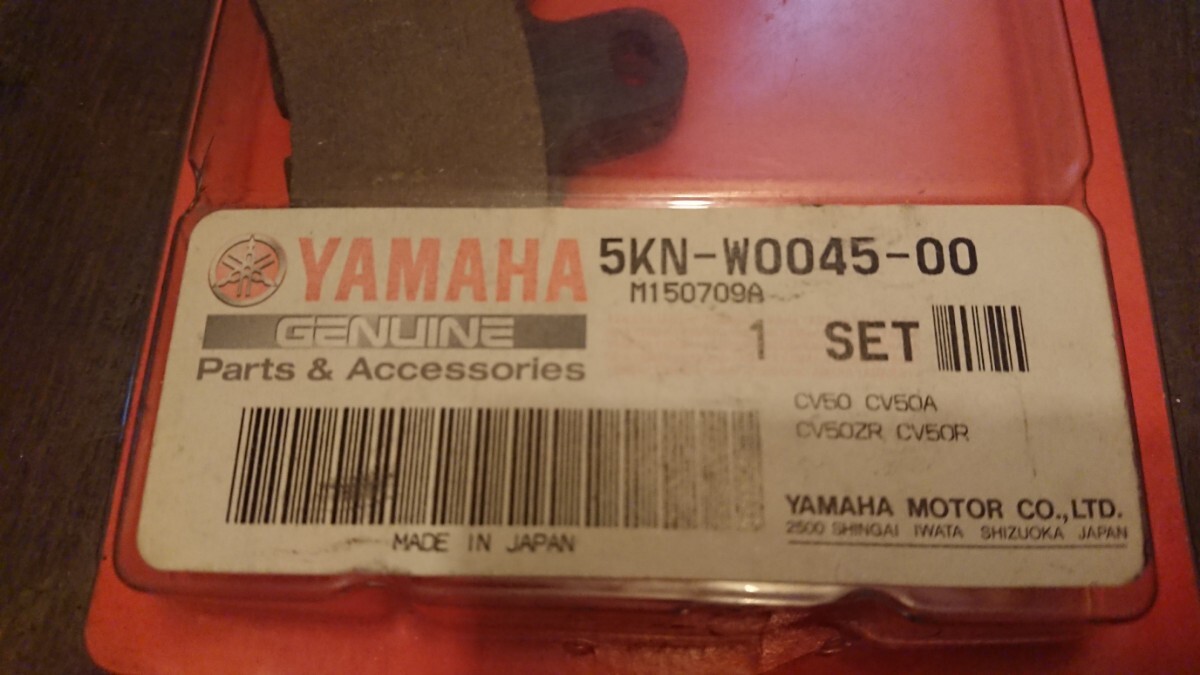 YAMAHA 5KN-W0045-00
M150709A
GENUINE
1 SET
Parts & Accessories
CV50 CV50A
CV50ZR CV50R
YAMAHA MOTOR CO.,LTD.
2500 SHINGAI IWATA SHIZUOKA JAPAN
MADE IN JAPAN